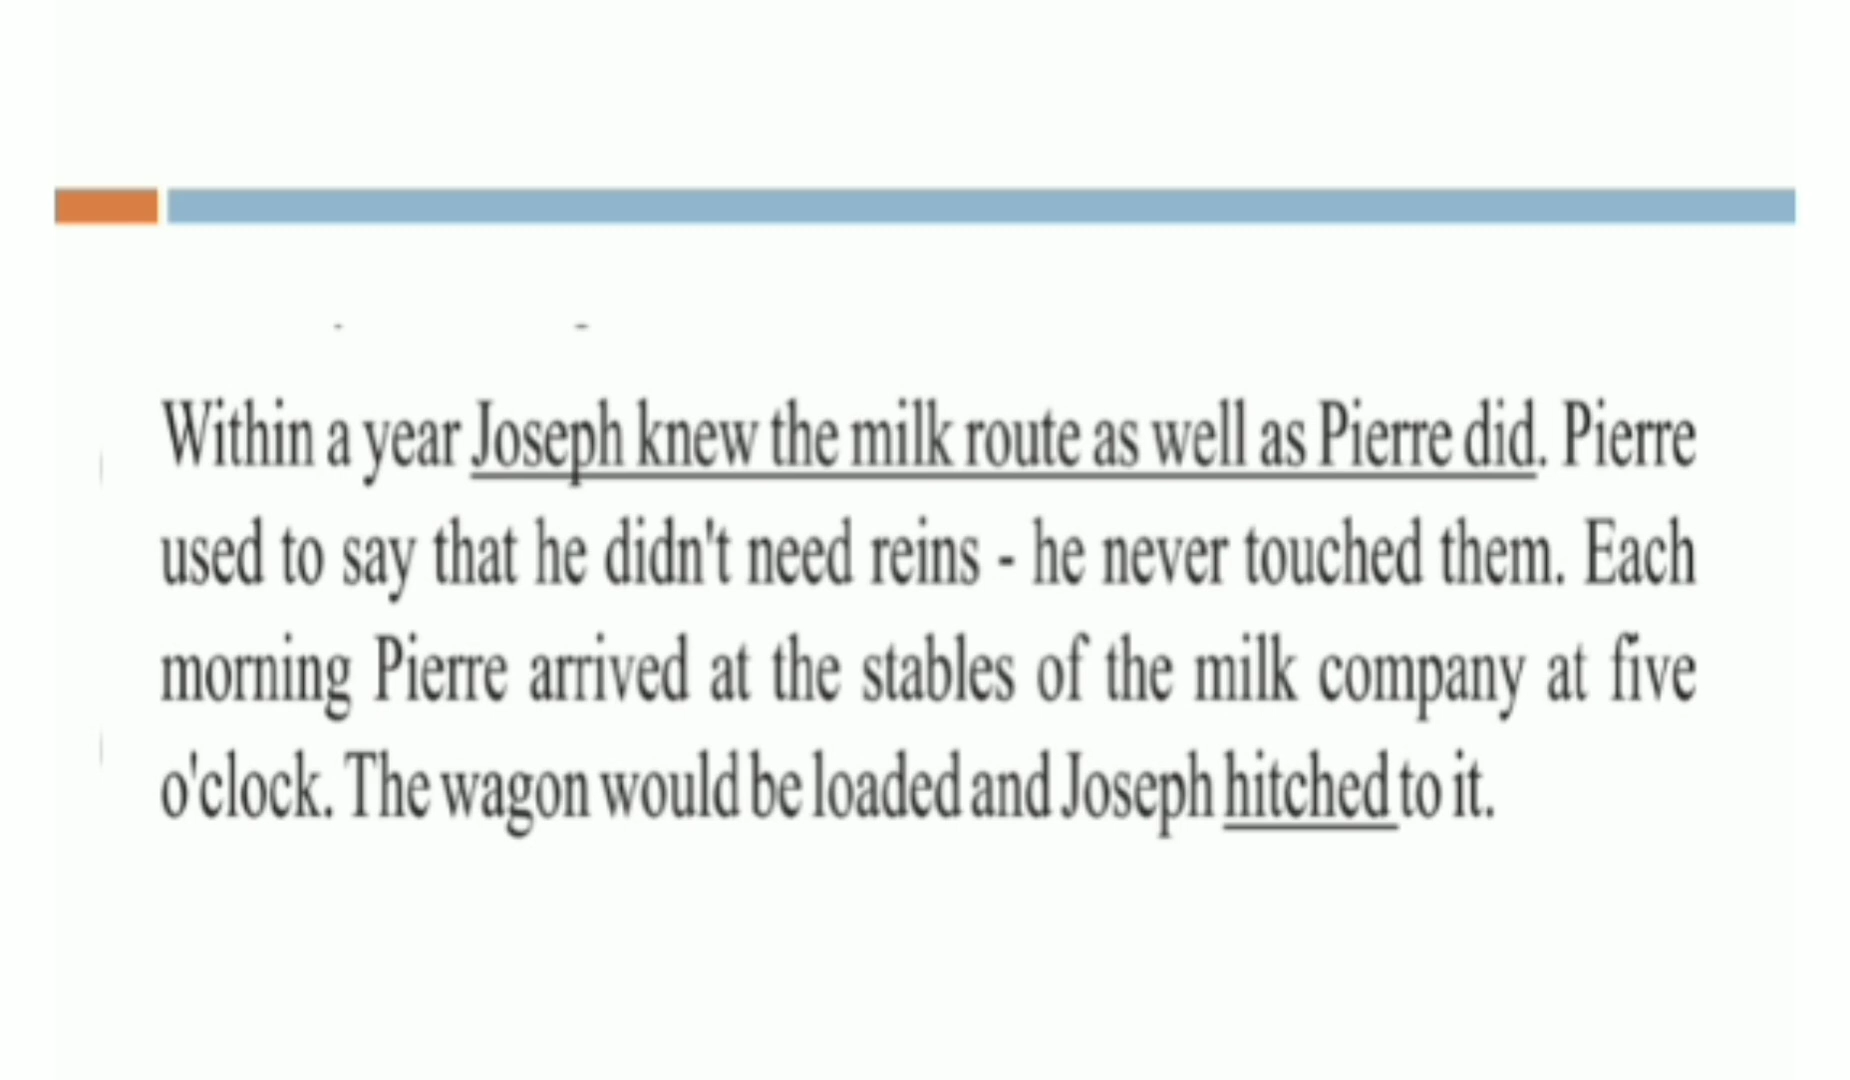 Within a year Joseph knew the milk route as well as Pierre did. Pierre
used to say that he didn't need reins - he never touched them. Each
morning Pierre arrived at the stables of the milk company at five
o'clock. The wagon would be loaded and Joseph hitched to it.